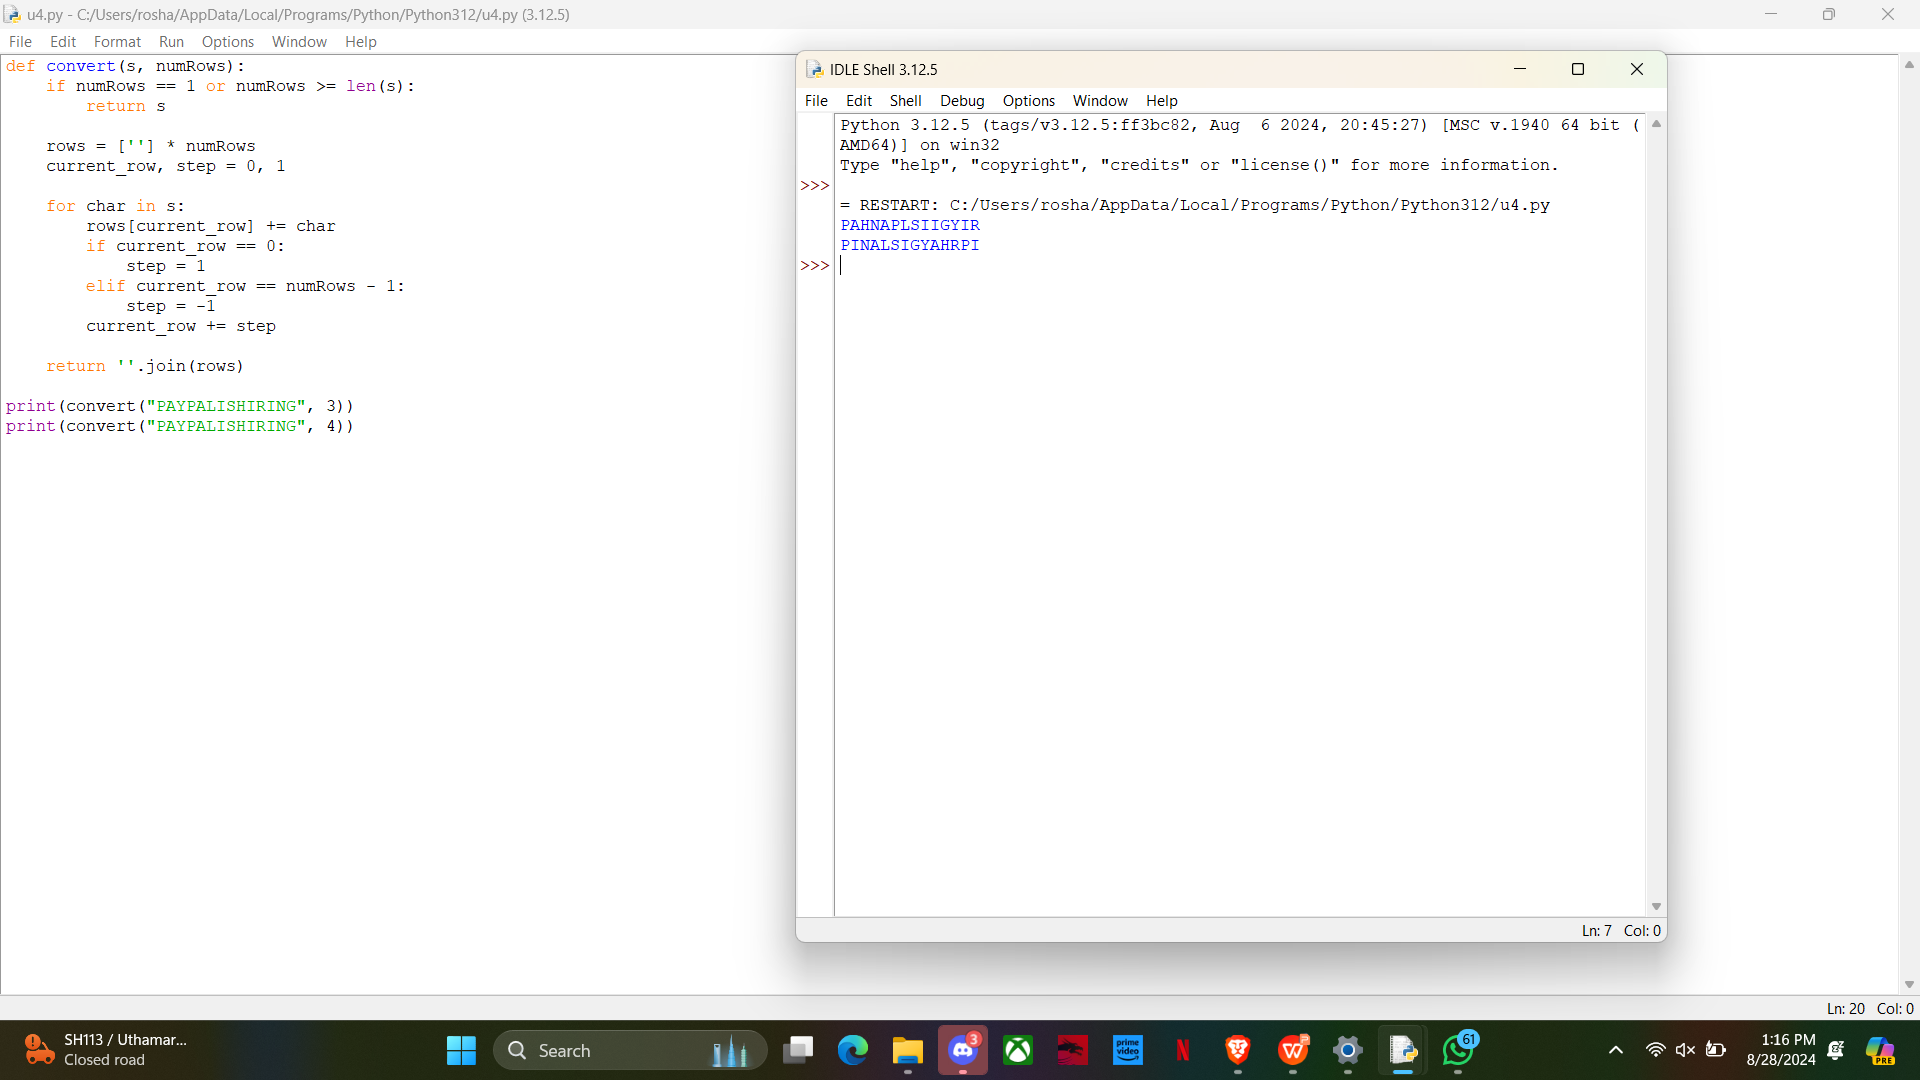 u4.py - C:/Users/rosha/AppData/Local/Programs/Python/Python312/u4.py (3.12.5)
File Edit Format Run Options Window Help
def convert(s, numRows):
    if numRows == 1 or numRows >= len(s):
        return s
    rows = [''] * numRows
    current_row, step = 0, 1
    for char in s:
        rows[current_row] += char
        if current_row == 0:
            step = 1
        elif current_row == numRows - 1:
            step = -1
        current_row += step
    return ''.join(rows)
print(convert("PAYPALISHIRING", 3))
print(convert("PAYPALISHIRING", 4))
IDLE Shell 3.12.5
File Edit Shell Debug Options Window Help
Python 3.12.5 (tags/v3.12.5:ff3bc82, Aug  6 2024, 20:45:27) [MSC v.1940 64 bit (
AMD64)] on win32
Type "help", "copyright", "credits" or "license()" for more information.
>>>
= RESTART: C:/Users/rosha/AppData/Local/Programs/Python/Python312/u4.py
PAHNAPLSIIGYIR
PINALSIGYAHRPI
>>>
Ln: 7 Col: 0
Ln: 20 Col: 0
SH113 / Uthamar...
Closed road
Search
3
prime video
N
W
P
61
1:16 PM
8/28/2024
PRE